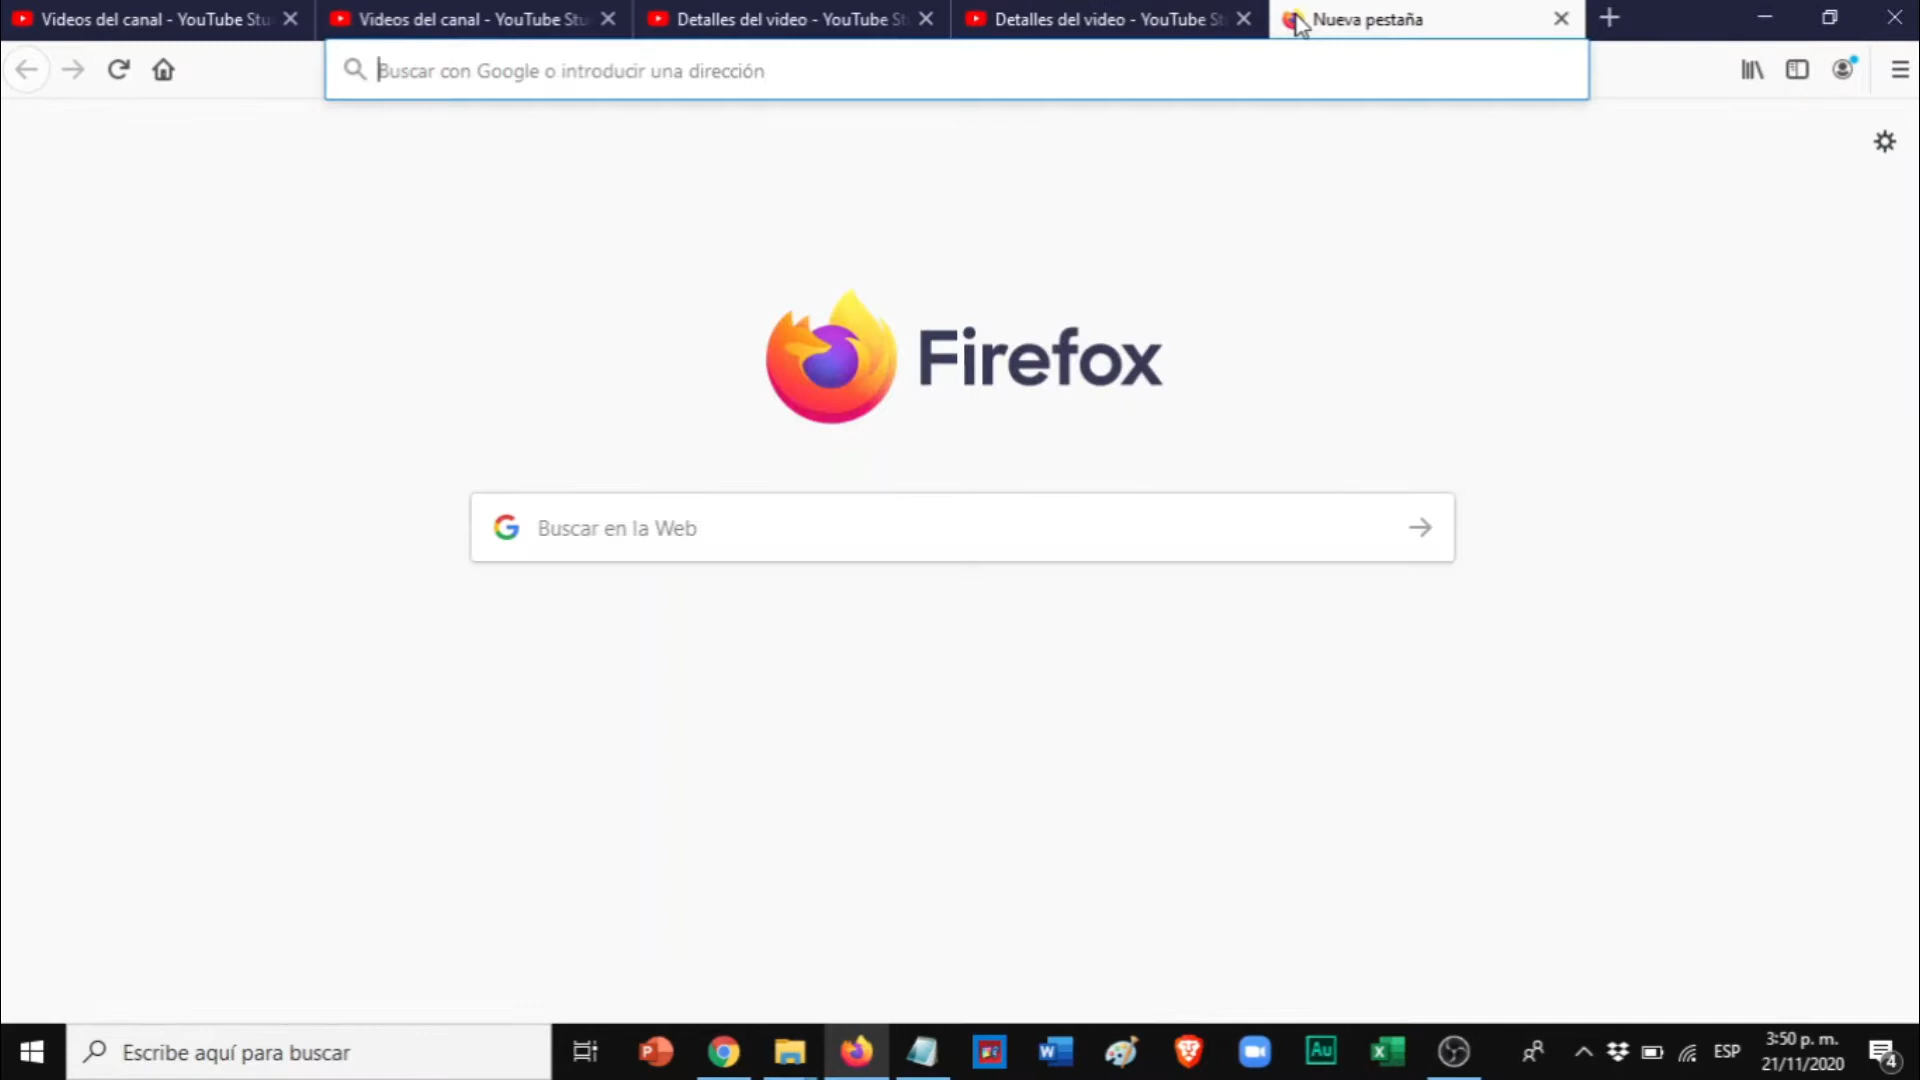 Videos del canal - YouTube Stu
Videos del canal - YouTube Stu
Detalles del video - YouTube St
Detalles del video - YouTube St
Nueva pestaña
Buscar con Google o introducir una dirección
Firefox
Buscar en la Web
Escribe aquí para buscar
Au
ESP
3:50 p. m.
21/11/2020
4